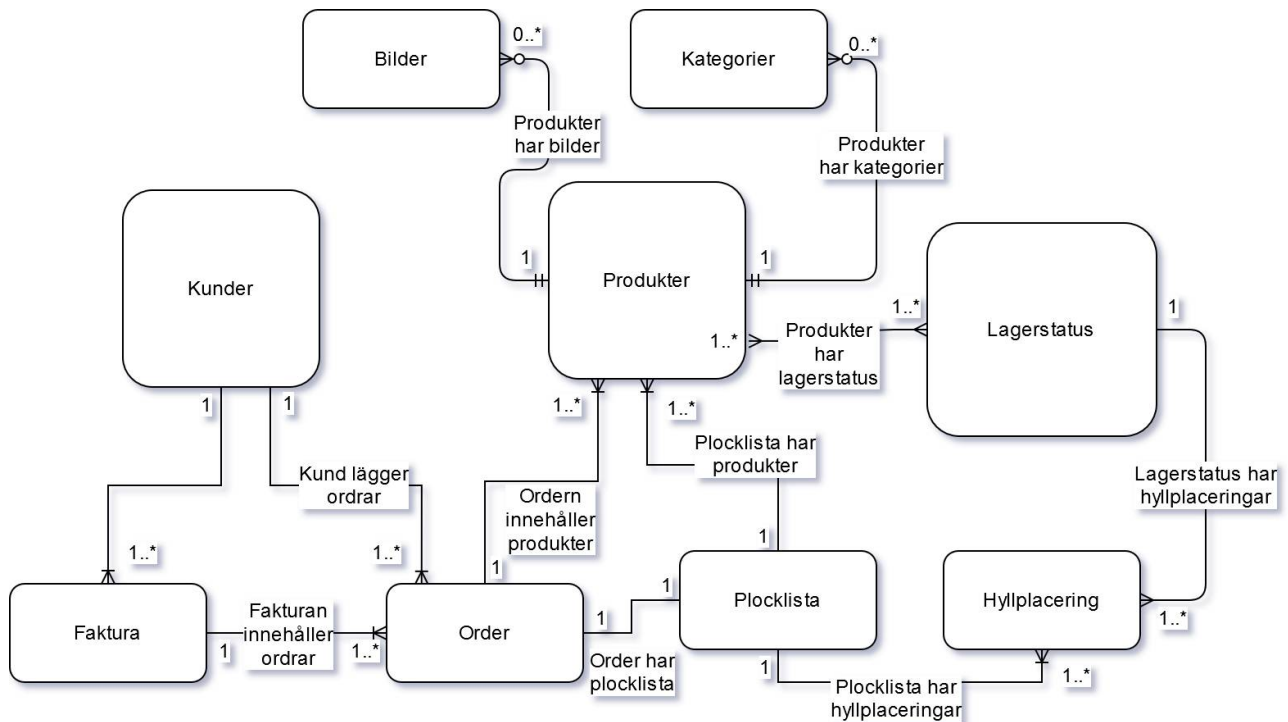 0..*
0..*
Bilder
Kategorier
Produkter
har bilder
Produkter
har kategorier
1
1
Kunder
Produkter
1..*
1
Lagerstatus
1..*
Produkter
har
lagerstatus
1
1
1..*
1..*
Plocklista har
produkter
Kund lägger
ordrar
Lagerstatus har
hyllplaceringar
Ordern
innehåller
produkter
1..*
1..*
1
1
Faktura
Fakturan
innehåller
ordrar
1
1..*
Order
1
1
Plocklista
Hyllplacering
1..*
Order har
plocklista
1
1..*
Plocklista har
hyllplaceringar